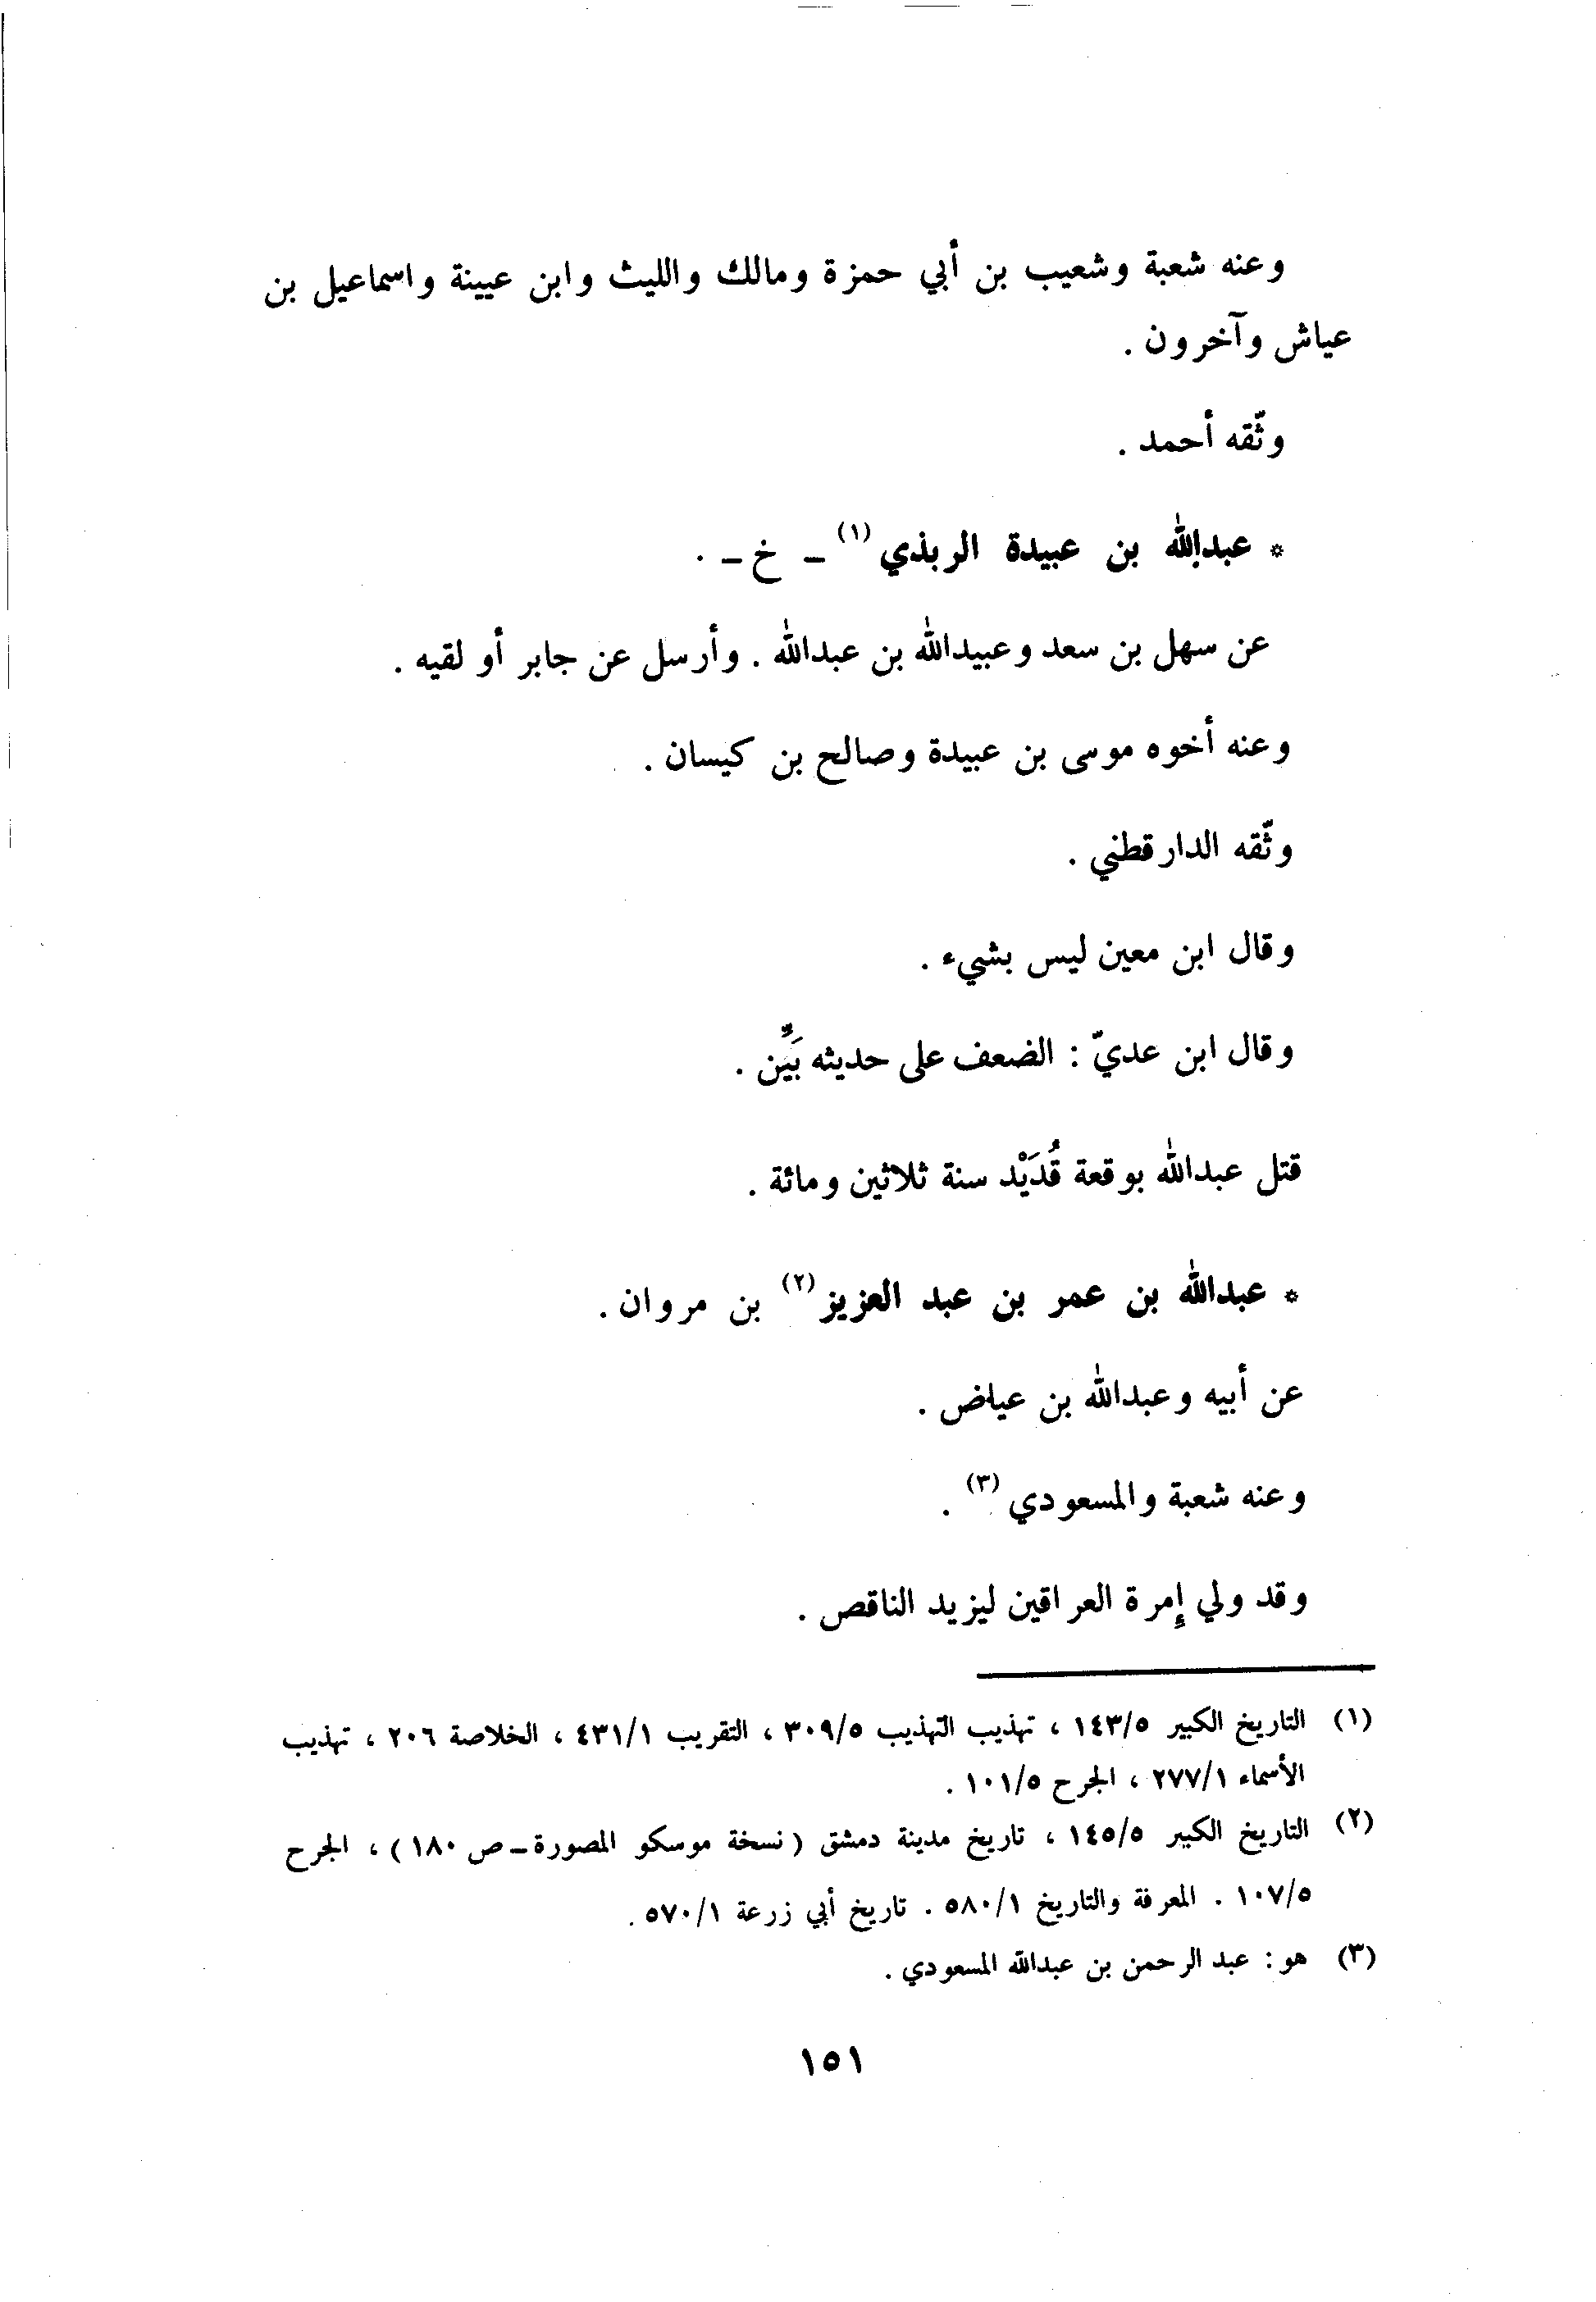 وعنه شعبة وشعيب بن أبي حمزة ومالك والليث وابن عيينة واسماعيل بن
عياش وآخرون .
وثّقه أحمد .
* عبدالله بن عبيدة الربذي (١) – خ – .
عن سهل بن سعد وعبيدالله بن عبدالله . وأرسل عن جابر أو لقيه .
وعنه أخوه موسى بن عبيدة وصالح بن كيسان .
وثّقه الدارقطني .
وقال ابن معين ليس بشيء .
وقال ابن عديّ : الضعف على حديثه بَيِّن .
قتل عبدالله بوقعة قُدَيْد سنة ثلاثين ومائة .
* عبدالله بن عمر بن عبد العزيز (٢) بن مروان .
عن أبيه وعبدالله بن عياض .
وعنه شعبة والمسعودي (٣) .
وقد ولي إمرة العراقين ليزيد الناقص .
(١) التاريخ الكبير ١٤٣/٥ ، تهذيب التهذيب ٣٠٩/٥ ، التقريب ٤٣١/١ ، الخلاصة ٢٠٦ ، تهذيب
الأسماء ٢٧٧/١ ، الجرح ١٠١/٥ .
(٢) التاريخ الكبير ١٤٥/٥ ، تاريخ مدينة دمشق ( نسخة موسكو المصورة – ص ١٨٠ ) ، الجرح
١٠٧/٥ . المعرفة والتاريخ ٥٨٠/١ . تاريخ أبي زرعة ٥٧٠/١ .
(٣) هو : عبد الرحمن بن عبدالله المسعودي .
١٥١